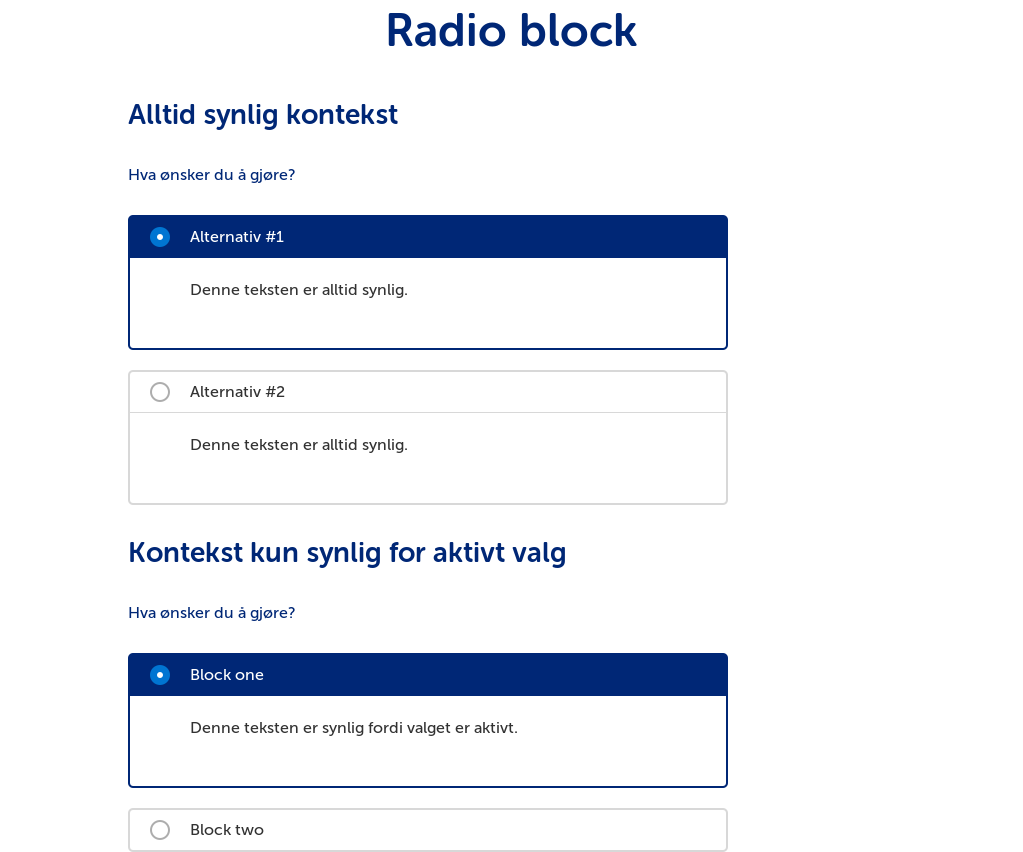 Radio block
Alltid synlig kontekst
Hva ønsker du å gjøre?
Alternativ #1
Denne teksten er alltid synlig.
Alternativ #2
Denne teksten er alltid synlig.
Kontekst kun synlig for aktivt valg
Hva ønsker du å gjøre?
Block one
Denne teksten er synlig fordi valget er aktivt.
Block two